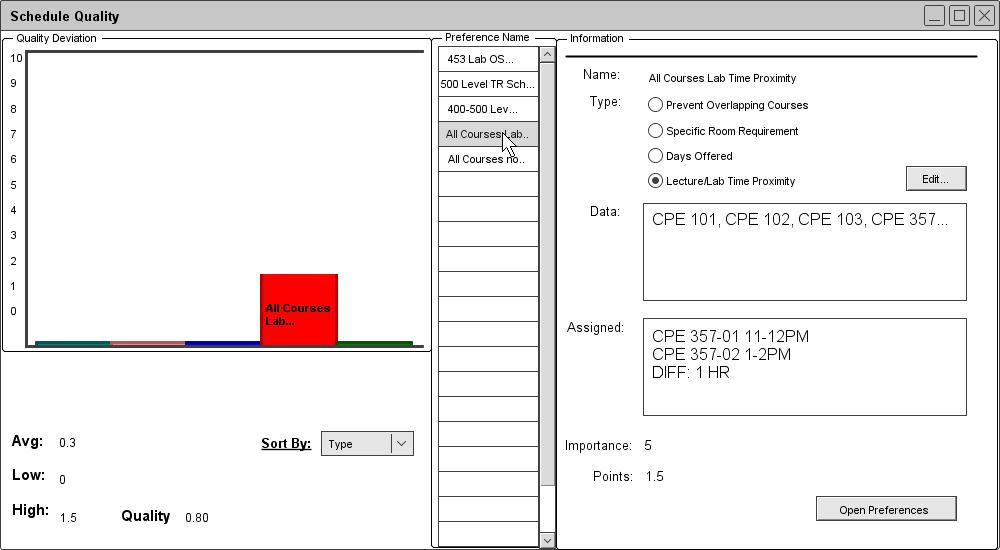 Schedule Quality
Quality Deviation
10
9
8
7
6
5
4
3
2
1
0
All Courses
Lab...
Avg: 0.3
Low: 0
High: 1.5
Quality 0.80
Sort By: Type
Preference Name
453 Lab OS...
500 Level TR Sch...
400-500 Lev...
All Courses Lab..
All Courses no..
Information
Name: All Courses Lab Time Proximity
Type: Prevent Overlapping Courses
Specific Room Requirement
Days Offered
Lecture/Lab Time Proximity
Edit...
Data: CPE 101, CPE 102, CPE 103, CPE 357...
Assigned: CPE 357-01 11-12PM
CPE 357-02 1-2PM
DIFF: 1 HR
Importance: 5
Points: 1.5
Open Preferences